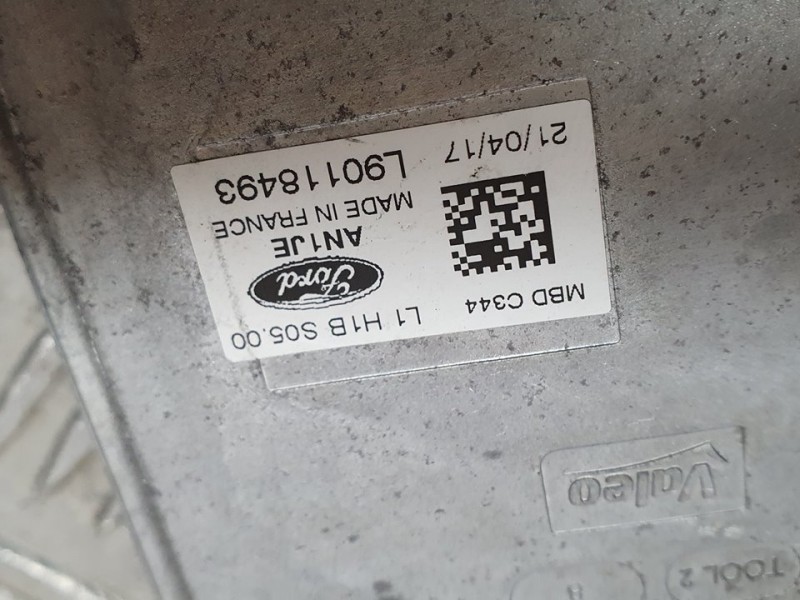 MBD C344
L1 H1B S05.00
Ford
AN1JE
MADE IN FRANCE
L90118493
21/04/17
Valeo
TOOL 2